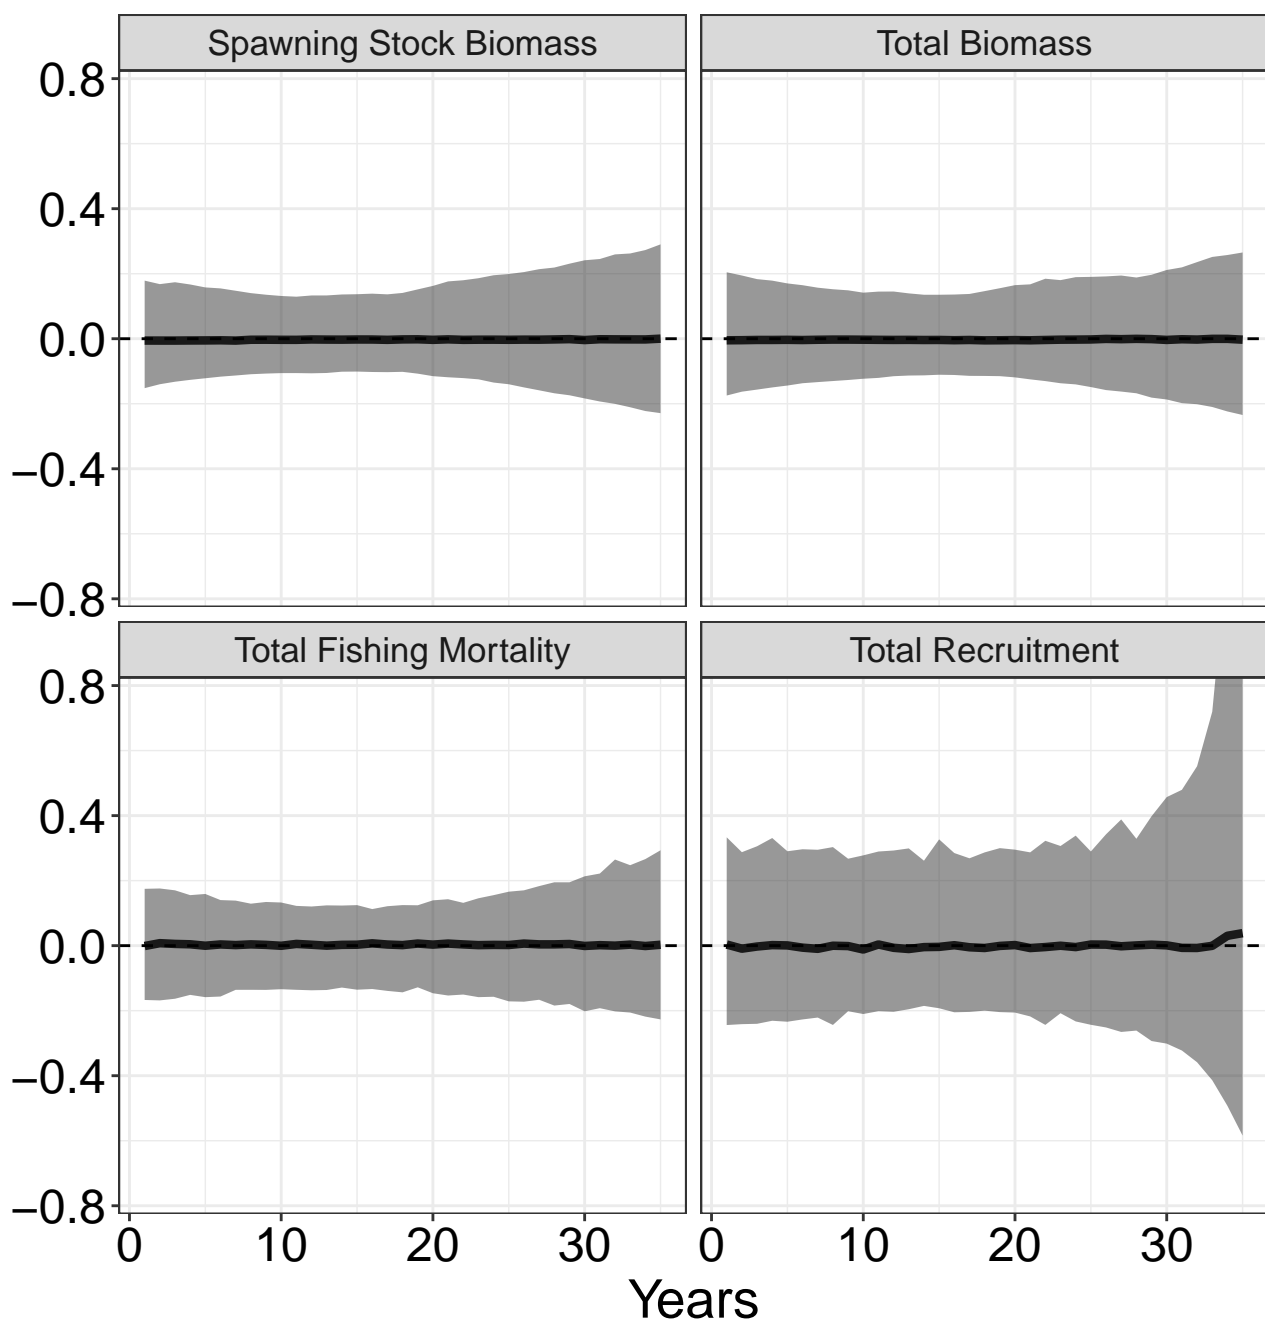 Spawning Stock Biomass
Total Biomass
0.8
0.4
0.0
−0.4
−0.8
Total Fishing Mortality
Total Recruitment
0.8
0.4
0.0
−0.4
−0.8
0 10 20 30
0 10 20 30
Years